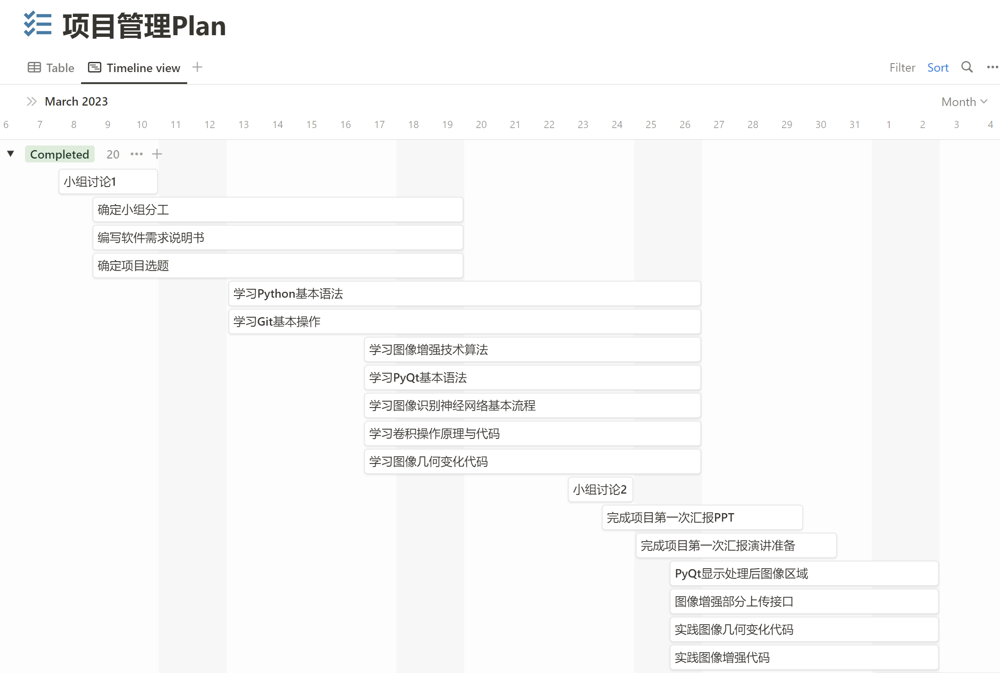 项目管理Plan
Table Timeline view Filter Sort
March 2023 Month
6 7 8 9 10 11 12 13 14 15 16 17 18 19 20 21 22 23 24 25 26 27 28 29 30 31 1 2 3 4
Completed 20
小组讨论1
确定小组分工
编写软件需求说明书
确定项目选题
学习Python基本语法
学习Git基本操作
学习图像增强技术算法
学习PyQt基本语法
学习图像识别神经网络基本流程
学习卷积操作原理与代码
学习图像几何变化代码
小组讨论2
完成项目第一次汇报PPT
完成项目第一次汇报演讲准备
PyQt显示处理后图像区域
图像增强部分上传接口
实践图像几何变化代码
实践图像增强代码